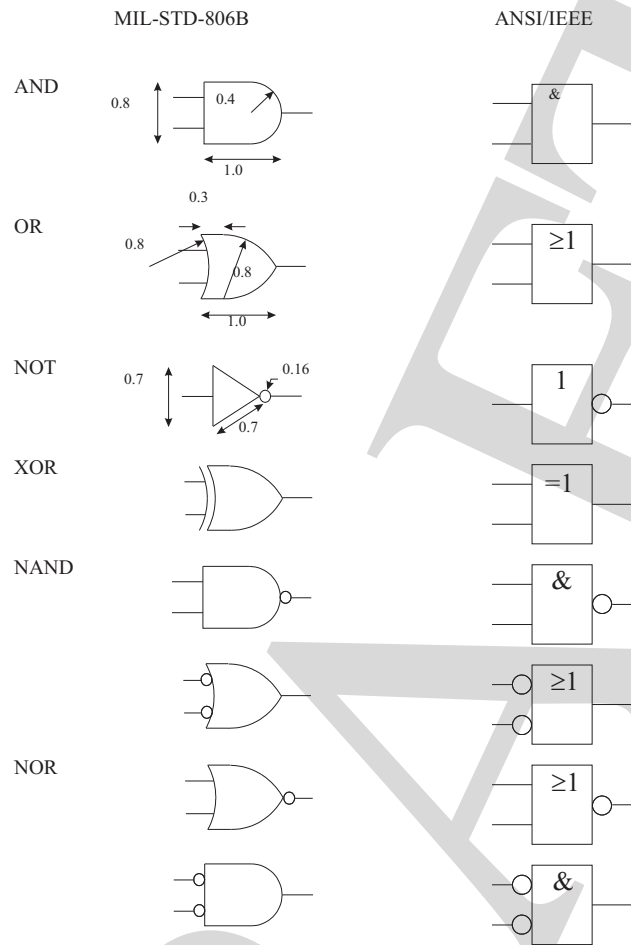 MIL-STD-806B ANSI/IEEE
AND
0.8
0.4
1.0
&
OR
0.3
0.8
0.8
1.0
≥1
NOT
0.7
0.16
0.7
1
XOR
=1
NAND
&
≥1
NOR
≥1
&